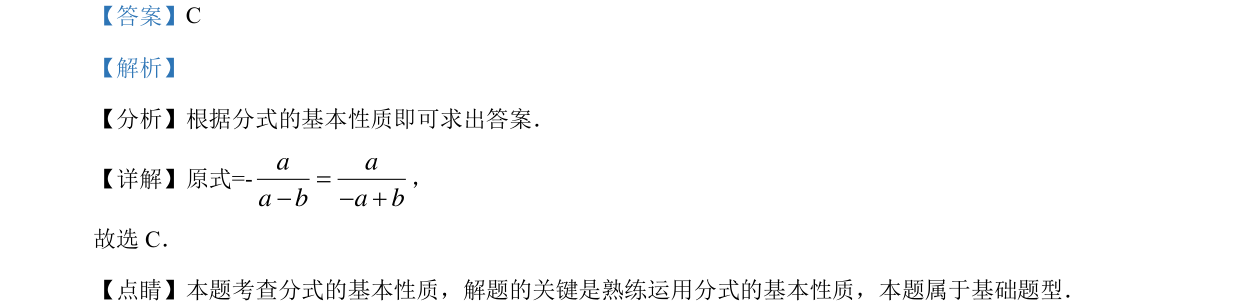 【答案】C
【解析】
【分析】根据分式的基本性质即可求出答案．
【详解】原式=-\frac{a}{a-b}=\frac{a}{-a+b}，
故选 C．
【点睛】本题考查分式的基本性质，解题的关键是熟练运用分式的基本性质，本题属于基础题型．